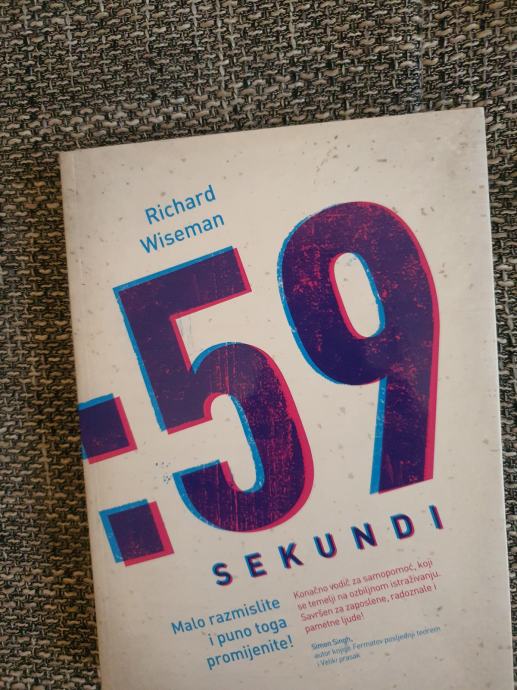 Richard
Wiseman
:59
SEKUNDI
Malo razmislite
i puno toga
promijenite!
Konačno vodič za samopomoć, koji
se temelji na ozbiljnom istraživanju.
Savršen za zaposlene, radoznale i
pametne ljude!
Simon Singh,
autor knjiga Fermatov posljednji teorem
i Veliki prasak